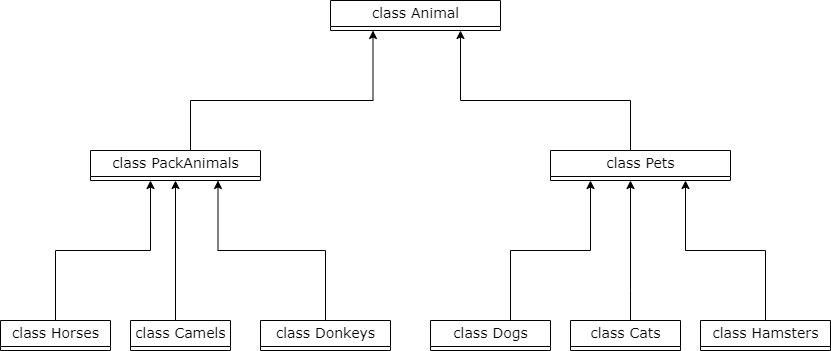 class Animal
class PackAnimals
class Pets
class Horses
class Camels
class Donkeys
class Dogs
class Cats
class Hamsters